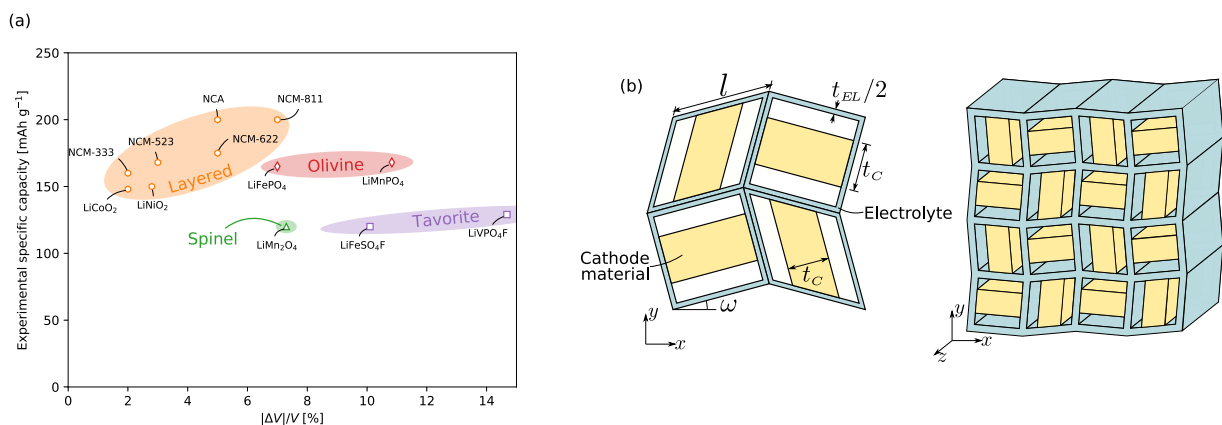 (a)
250
200
150
100
50
0
Experimental specific capacity [mAh g⁻¹]
0 2 4 6 8 10 12 14
|ΔV|/V [%]
NCA
NCM-811
NCM-523
NCM-622
NCM-333
Layered
LiCoO₂
LiNiO₂
Olivine
LiFePO₄
LiMnPO₄
Spinel
LiMn₂O₄
Tavorite
LiFeSO₄F
LiVPO₄F
(b)
l
t_EL/2
t_C
Electrolyte
Cathode
material
t_C
ω
y
x
y
x
z